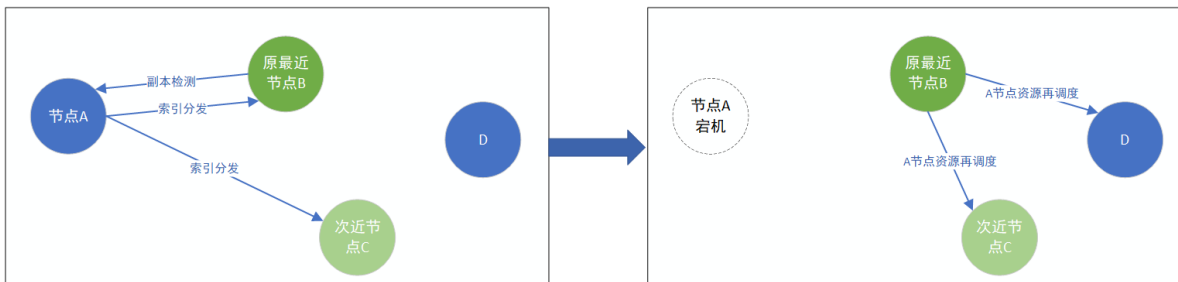 原最近
节点B
副本检测
节点A
索引分发
D
索引分发
次近节
点C
原最近
节点B
A节点资源再调度
节点A
宕机
D
A节点资源再调度
次近节
点C